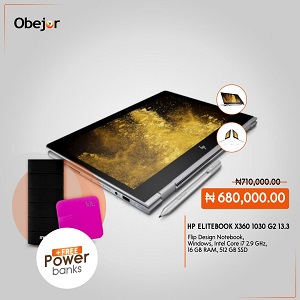 Obejor
₦710,000.00
₦ 680,000.00
HP ELITEBOOK X360 1030 G2 13.3
Flip Design Notebook,
Windows, Intel Core i7 2.9 GHz,
16 GB RAM, 512 GB SSD
+FREE
Power
banks